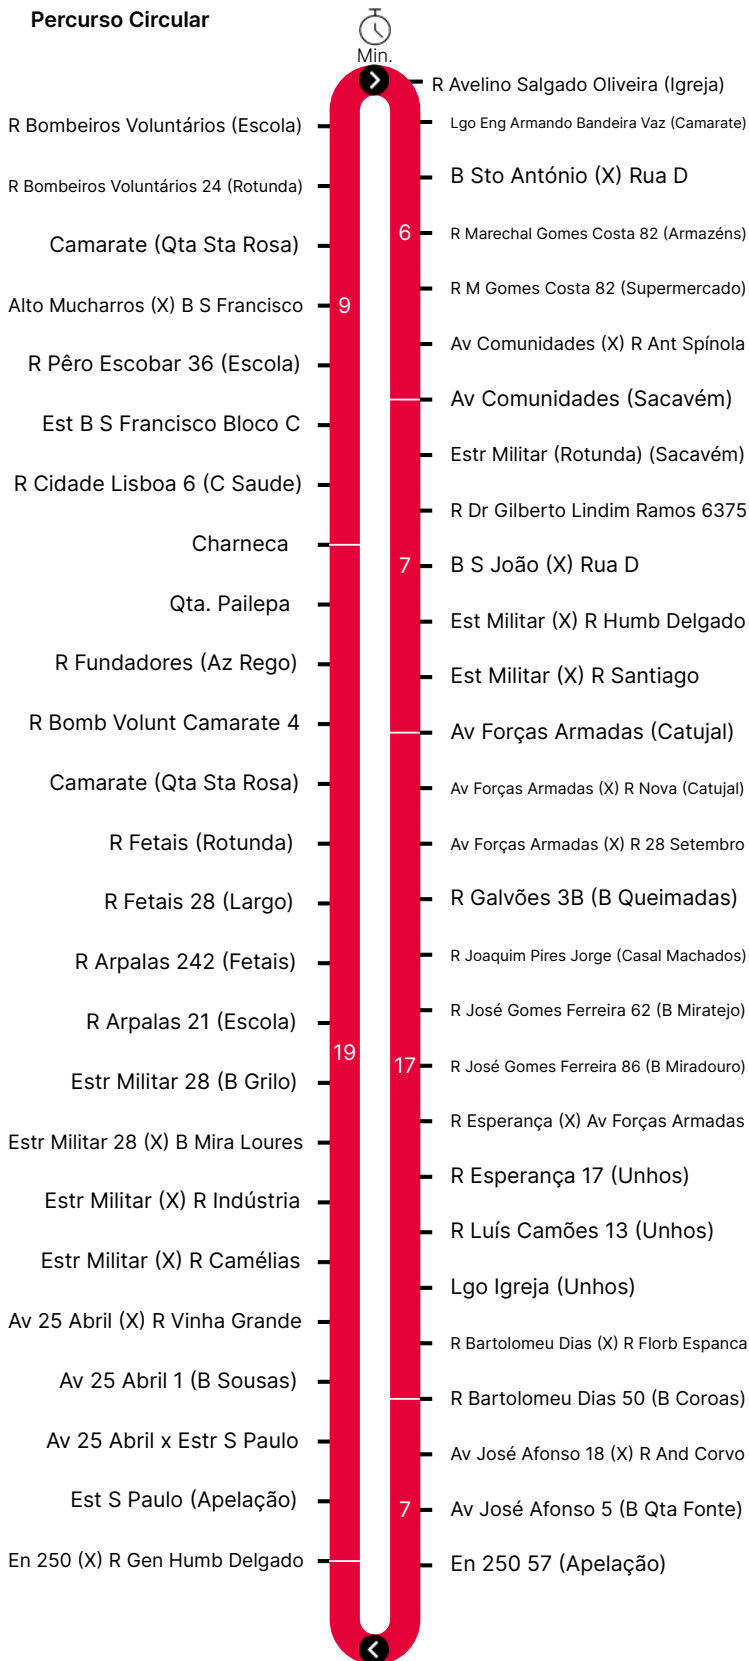 Percurso Circular
Min.
R Avelino Salgado Oliveira (Igreja)
Lgo Eng Armando Bandeira Vaz (Camarate)
B Sto António (X) Rua D
6
R Marechal Gomes Costa 82 (Armazéns)
R M Gomes Costa 82 (Supermercado)
Av Comunidades (X) R Ant Spínola
Av Comunidades (Sacavém)
Estr Militar (Rotunda) (Sacavém)
R Dr Gilberto Lindim Ramos 6375
7
B S João (X) Rua D
Est Militar (X) R Humb Delgado
Est Militar (X) R Santiago
Av Forças Armadas (Catujal)
Av Forças Armadas (X) R Nova (Catujal)
Av Forças Armadas (X) R 28 Setembro
R Galvões 3B (B Queimadas)
R Joaquim Pires Jorge (Casal Machados)
R José Gomes Ferreira 62 (B Miratejo)
17
R José Gomes Ferreira 86 (B Miradouro)
R Esperança (X) Av Forças Armadas
R Esperança 17 (Unhos)
R Luís Camões 13 (Unhos)
Lgo Igreja (Unhos)
R Bartolomeu Dias (X) R Florb Espanca
R Bartolomeu Dias 50 (B Coroas)
Av José Afonso 18 (X) R And Corvo
7
Av José Afonso 5 (B Qta Fonte)
En 250 57 (Apelação)
R Bombeiros Voluntários (Escola)
R Bombeiros Voluntários 24 (Rotunda)
Camarate (Qta Sta Rosa)
Alto Mucharros (X) B S Francisco
9
R Pêro Escobar 36 (Escola)
Est B S Francisco Bloco C
R Cidade Lisboa 6 (C Saude)
Charneca
Qta. Pailepa
R Fundadores (Az Rego)
R Bomb Volunt Camarate 4
Camarate (Qta Sta Rosa)
R Fetais (Rotunda)
R Fetais 28 (Largo)
R Arpalas 242 (Fetais)
R Arpalas 21 (Escola)
19
Estr Militar 28 (B Grilo)
Estr Militar 28 (X) B Mira Loures
Estr Militar (X) R Indústria
Estr Militar (X) R Camélias
Av 25 Abril (X) R Vinha Grande
Av 25 Abril 1 (B Sousas)
Av 25 Abril x Estr S Paulo
Est S Paulo (Apelação)
En 250 (X) R Gen Humb Delgado